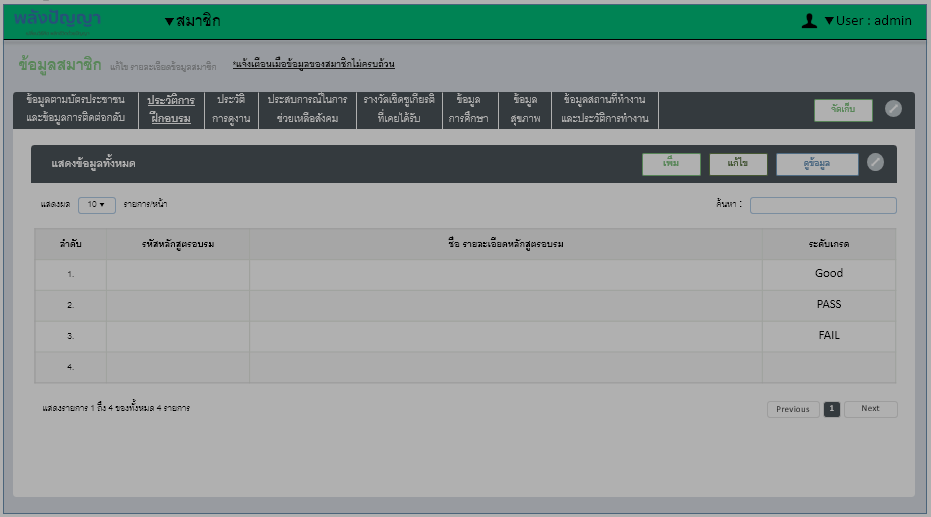 พลังปัญญา
▼สมาชิก
▼User : admin
ข้อมูลสมาชิก แก้ไข รายละเอียดข้อมูลสมาชิก *แจ้งเตือนเมื่อข้อมูลของสมาชิกไม่ครบถ้วน
ข้อมูลตามบัตรประชาชน
และข้อมูลการติดต่อกลับ
ประวัติการ
ฝึกอบรม
ประวัติ
การดูงาน
ประสบการณ์ในการ
ช่วยเหลือสังคม
รางวัลเชิดชูเกียรติ
ที่เคยได้รับ
ข้อมูล
การศึกษา
ข้อมูล
สุขภาพ
ข้อมูลสถานที่ทำงาน
และประวัติการทำงาน
จัดเก็บ
แสดงข้อมูลทั้งหมด
เพิ่ม
แก้ไข
ดูข้อมูล
แสดงผล 10 ▼ รายการ/หน้า
ค้นหา :
ลำดับ รหัสหลักสูตรอบรม ชื่อ รายละเอียดหลักสูตรอบรม ระดับเกรด
1. Good
2. PASS
3. FAIL
4.
แสดงรายการ 1 ถึง 4 ของทั้งหมด 4 รายการ
Previous 1 Next